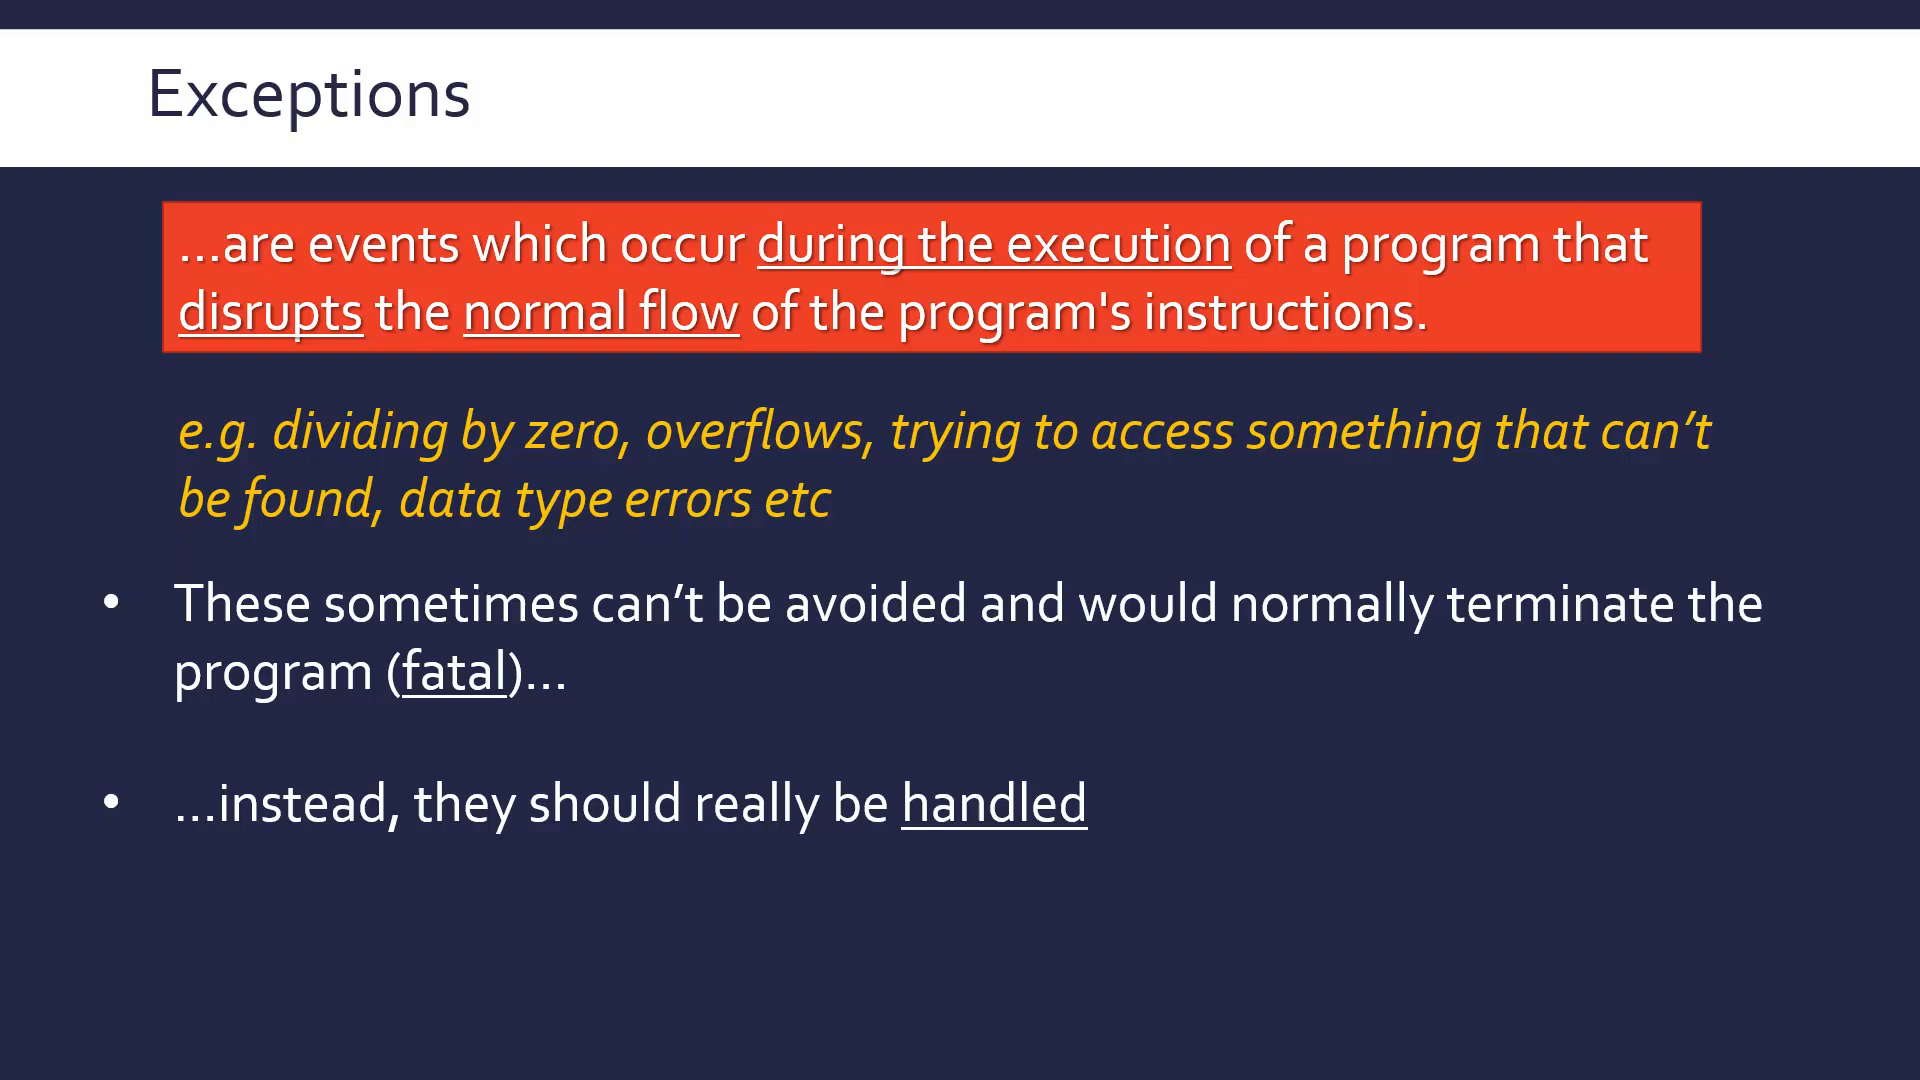 Exceptions
…are events which occur during the execution of a program that
disrupts the normal flow of the program's instructions.
e.g. dividing by zero, overflows, trying to access something that can’t
be found, data type errors etc
• These sometimes can’t be avoided and would normally terminate the
program (fatal)…
• …instead, they should really be handled